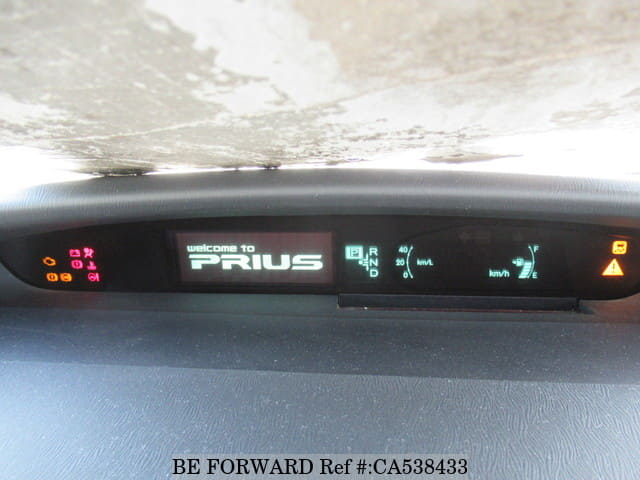 welcome to
PRIUS
P
R
N
D
40
20
0
km/L
km/h
F
E
BE FORWARD Ref #:CA538433